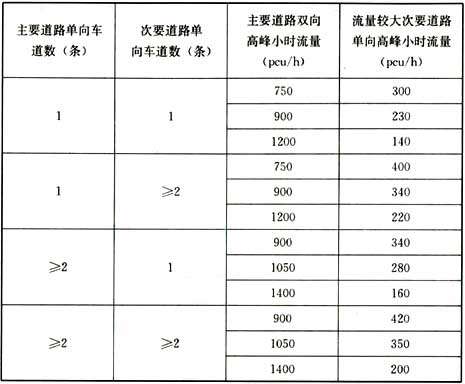 主要道路单向车
道数（条）
次要道路单
向车道数（条）
主要道路双向
高峰小时流量
(pcu/h)
流量较大次要道路
单向高峰小时流量
(pcu/h)
1
1
750 300
900 230
1200 140
1
≥2
750 400
900 340
1200 220
≥2
1
900 340
1050 280
1400 160
≥2
≥2
900 420
1050 350
1400 200